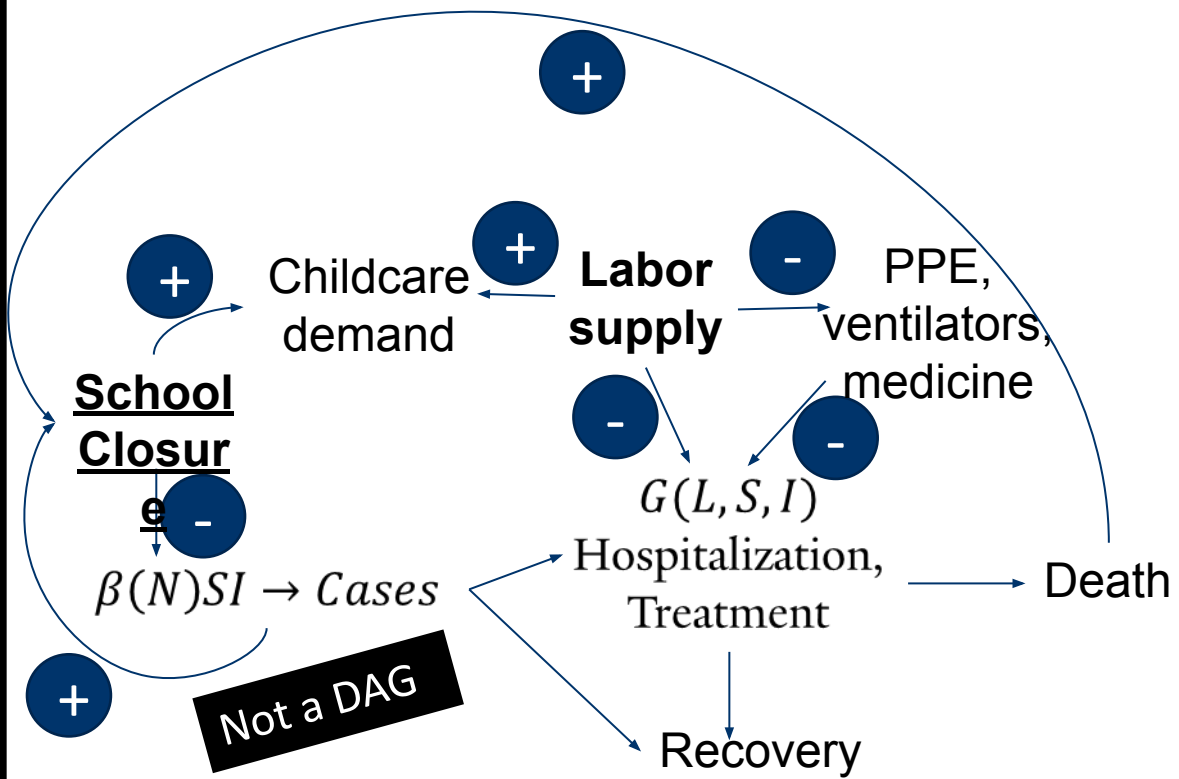 +
+
Childcare
demand
+
Labor
supply
-
PPE,
ventilators,
medicine
School
Closur
e
-
-
-
G(L, S, I)
Hospitalization,
Treatment
β(N)SI → Cases
Death
+
Not a DAG
Recovery